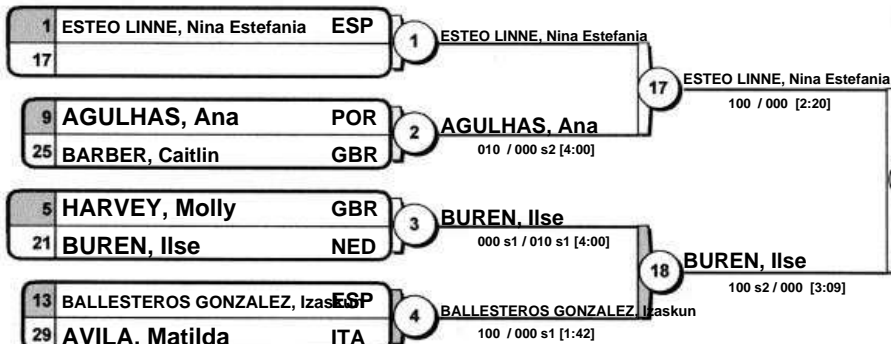 1 ESTEO LINNE, Nina Estefania ESP
17
1
ESTEO LINNE, Nina Estefania
9 AGULHAS, Ana POR
25 BARBER, Caitlin GBR
2
AGULHAS, Ana
010 / 000 s2 [4:00]
17
ESTEO LINNE, Nina Estefania
100 / 000 [2:20]
5 HARVEY, Molly GBR
21 BUREN, Ilse NED
3
BUREN, Ilse
000 s1 / 010 s1 [4:00]
13 BALLESTEROS GONZALEZ, Izaskun ESP
29 AVILA, Matilda ITA
4
BALLESTEROS GONZALEZ, Izaskun
100 / 000 s1 [1:42]
18
BUREN, Ilse
100 s2 / 000 [3:09]